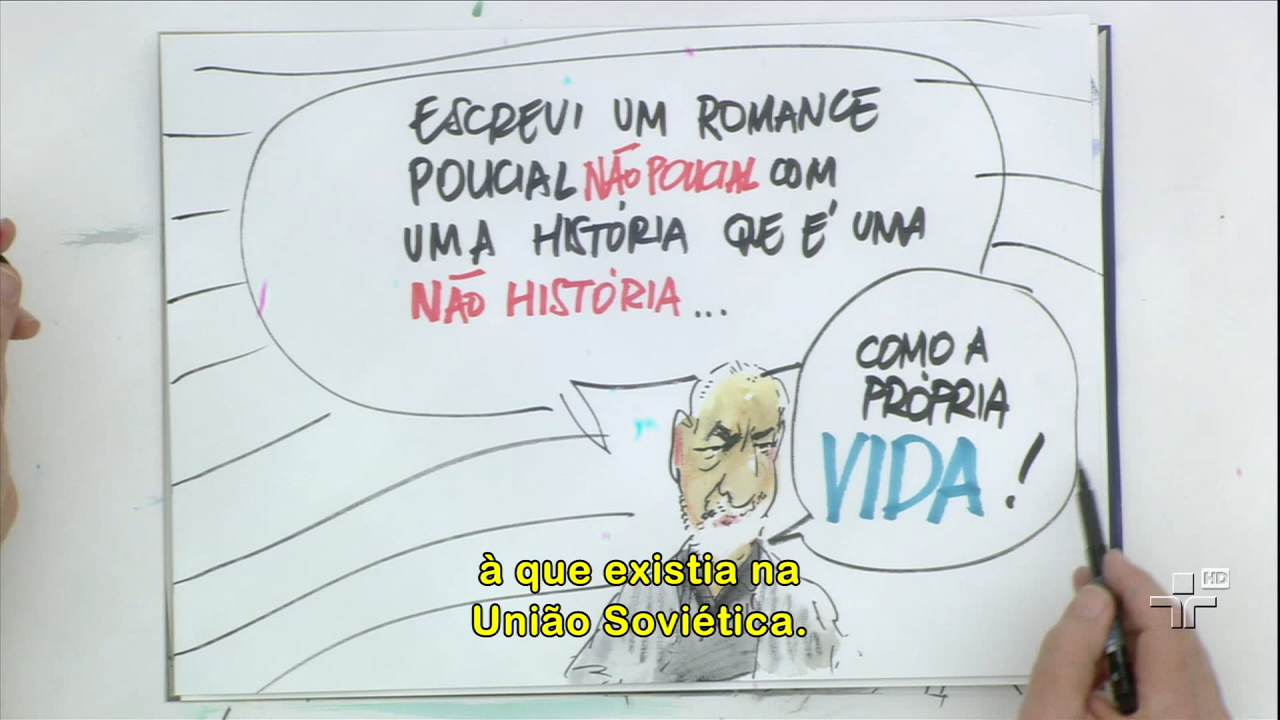 ESCREVI UM ROMANCE
POLICIAL NÃO POLICIAL COM
UMA HISTÓRIA QUE É UMA
NÃO HISTÓRIA...
COMO A
PRÓPRIA
VIDA!
à que existia na
União Soviética.
HD